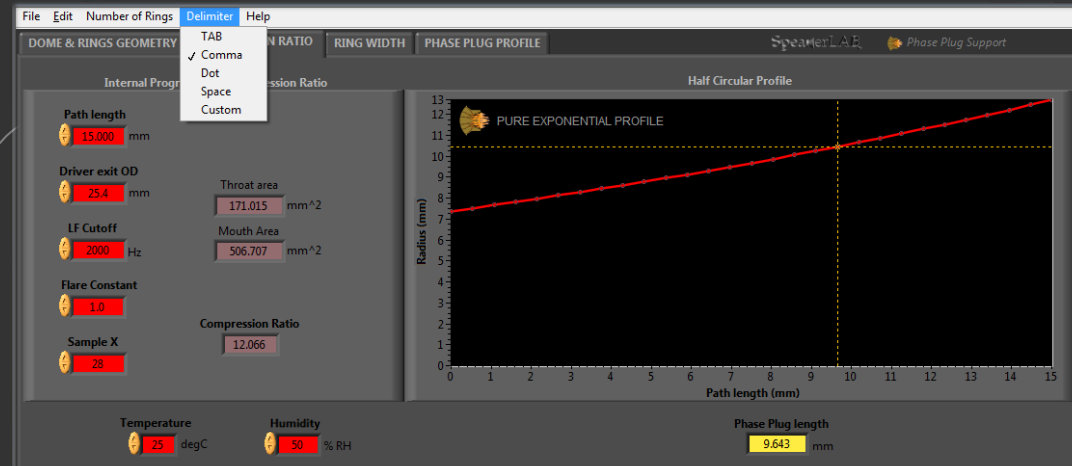 File Edit Number of Rings Delimiter Help
TAB
Comma
Dot
Space
Custom
DOME & RINGS GEOMETRY N RATIO RING WIDTH PHASE PLUG PROFILE
SpeakerLAB Phase Plug Support
Internal Progr ession Ratio
Path length
15.000 mm
Driver exit OD
25.4 mm
LF Cutoff
2000 Hz
Flare Constant
1.0
Sample X
28
Throat area
171.015 mm^2
Mouth Area
506.707 mm^2
Compression Ratio
12.066
Half Circular Profile
PURE EXPONENTIAL PROFILE
Radius (mm)
13
12
11
10
9
8
7
6
5
4
3
2
1
0
0 1 2 3 4 5 6 7 8 9 10 11 12 13 14 15
Path length (mm)
Temperature
25 degC
Humidity
50 % RH
Phase Plug length
9.643 mm